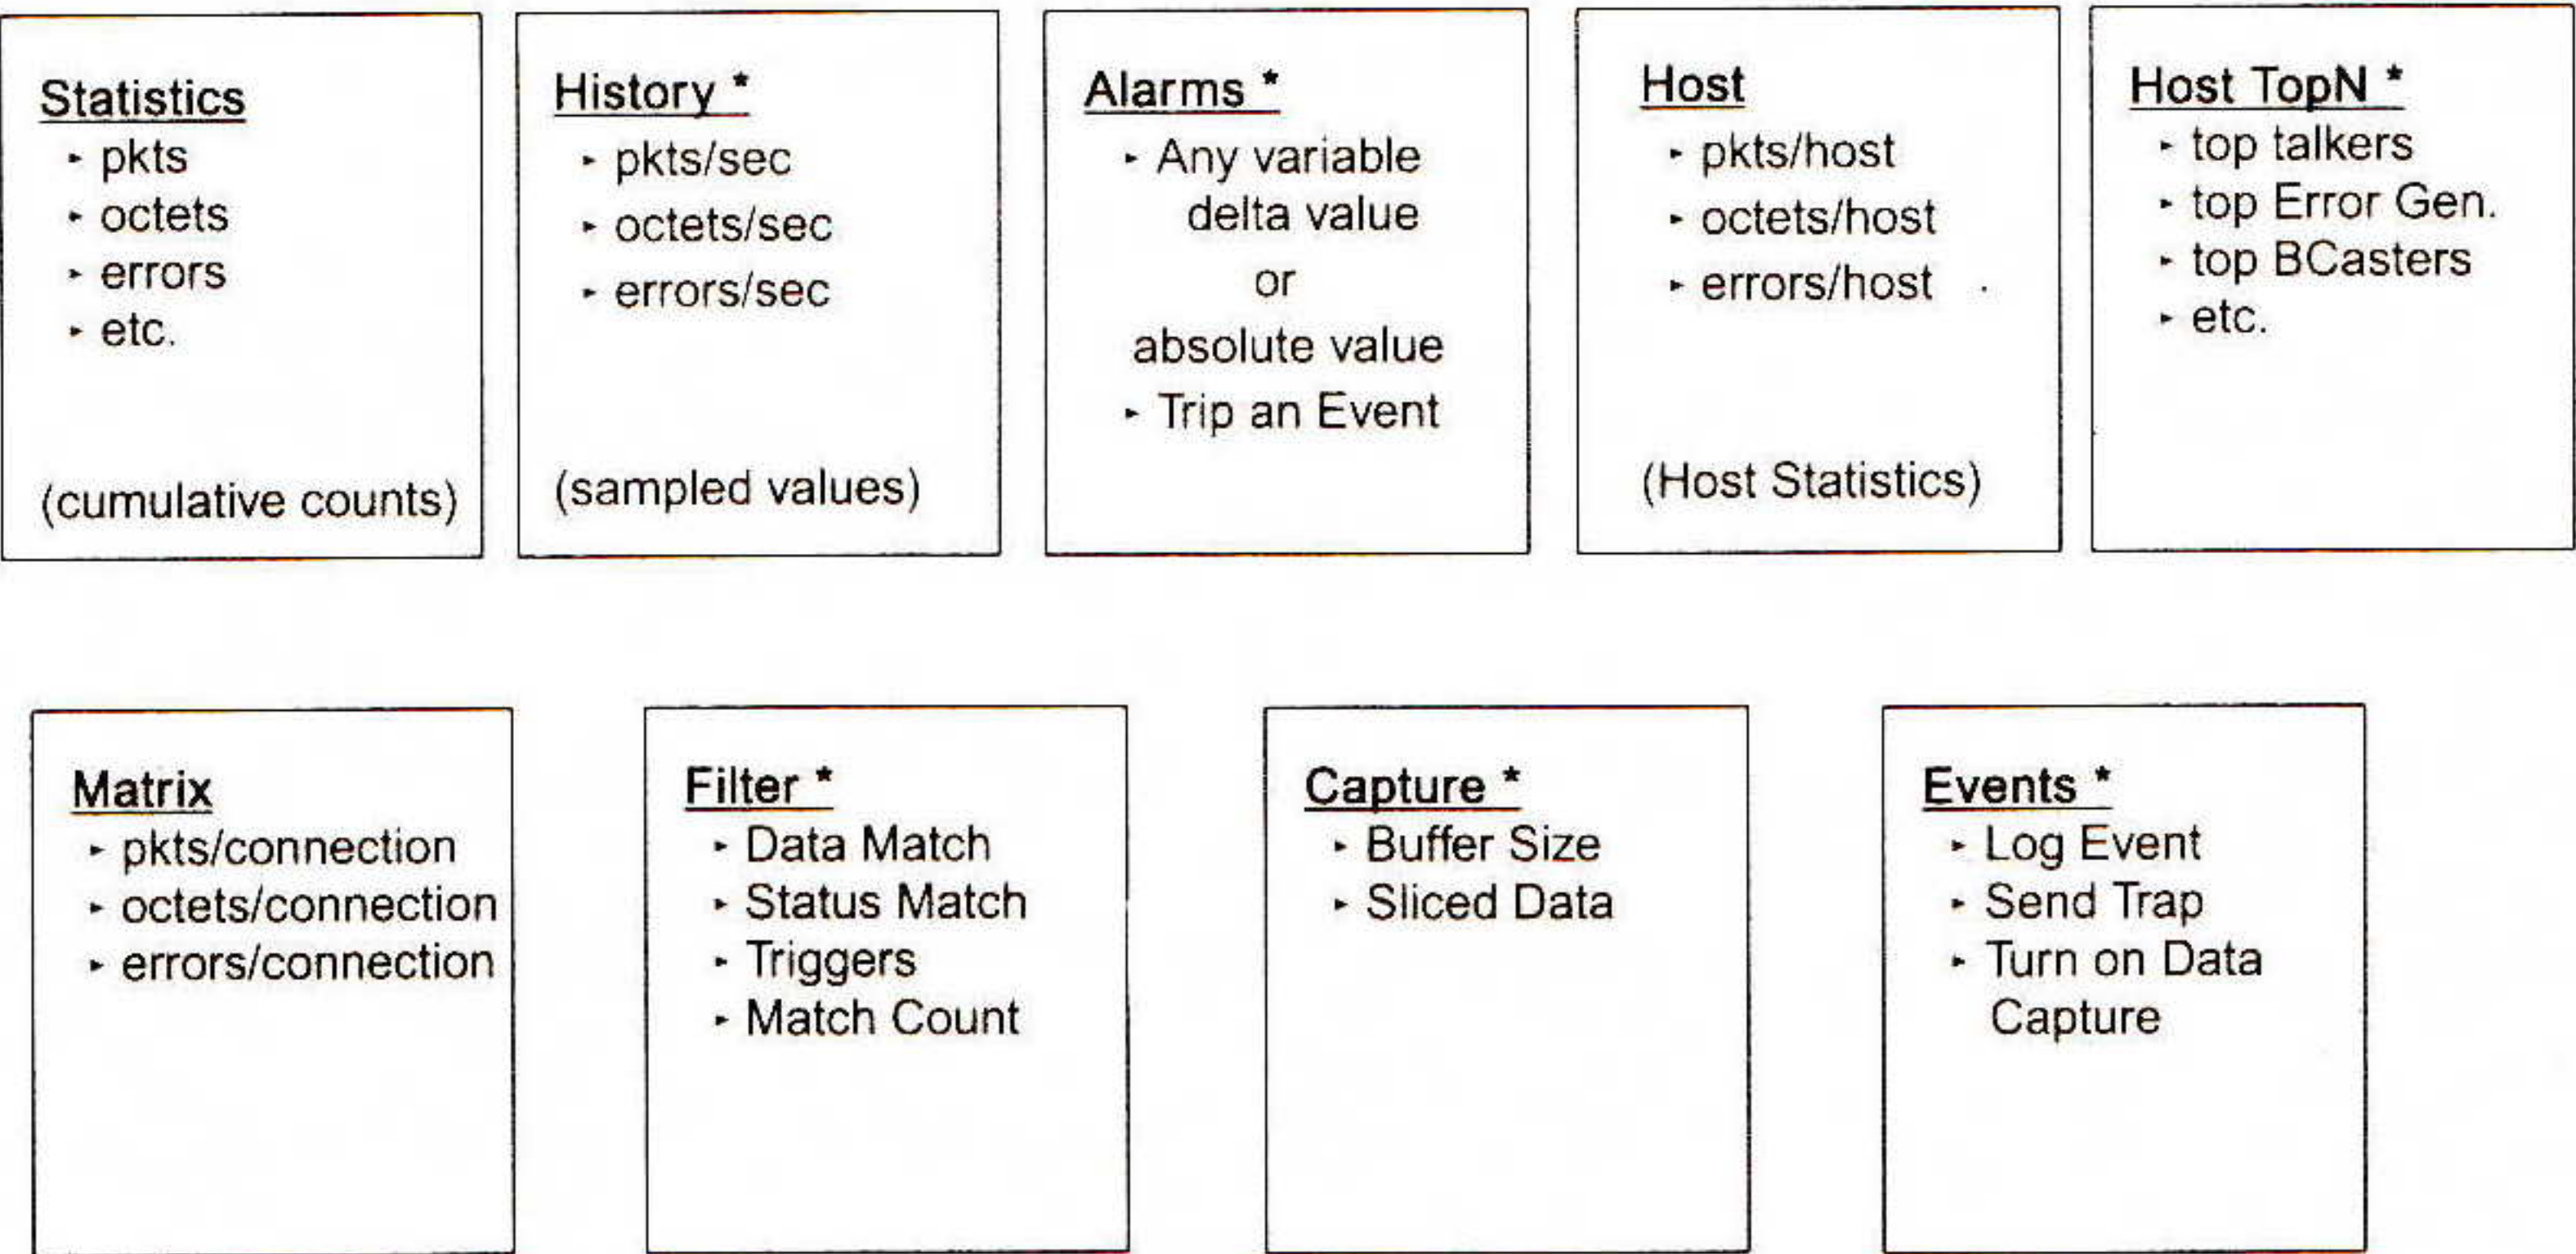 Statistics
‣ pkts
‣ octets
‣ errors
‣ etc.
(cumulative counts)
History *
‣ pkts/sec
‣ octets/sec
‣ errors/sec
(sampled values)
Alarms *
‣ Any variable
delta value
or
absolute value
‣ Trip an Event
Host
‣ pkts/host
‣ octets/host
‣ errors/host
(Host Statistics)
Host TopN *
‣ top talkers
‣ top Error Gen.
‣ top BCasters
‣ etc.
Matrix
‣ pkts/connection
‣ octets/connection
‣ errors/connection
Filter *
‣ Data Match
‣ Status Match
‣ Triggers
‣ Match Count
Capture *
‣ Buffer Size
‣ Sliced Data
Events *
‣ Log Event
‣ Send Trap
‣ Turn on Data
Capture